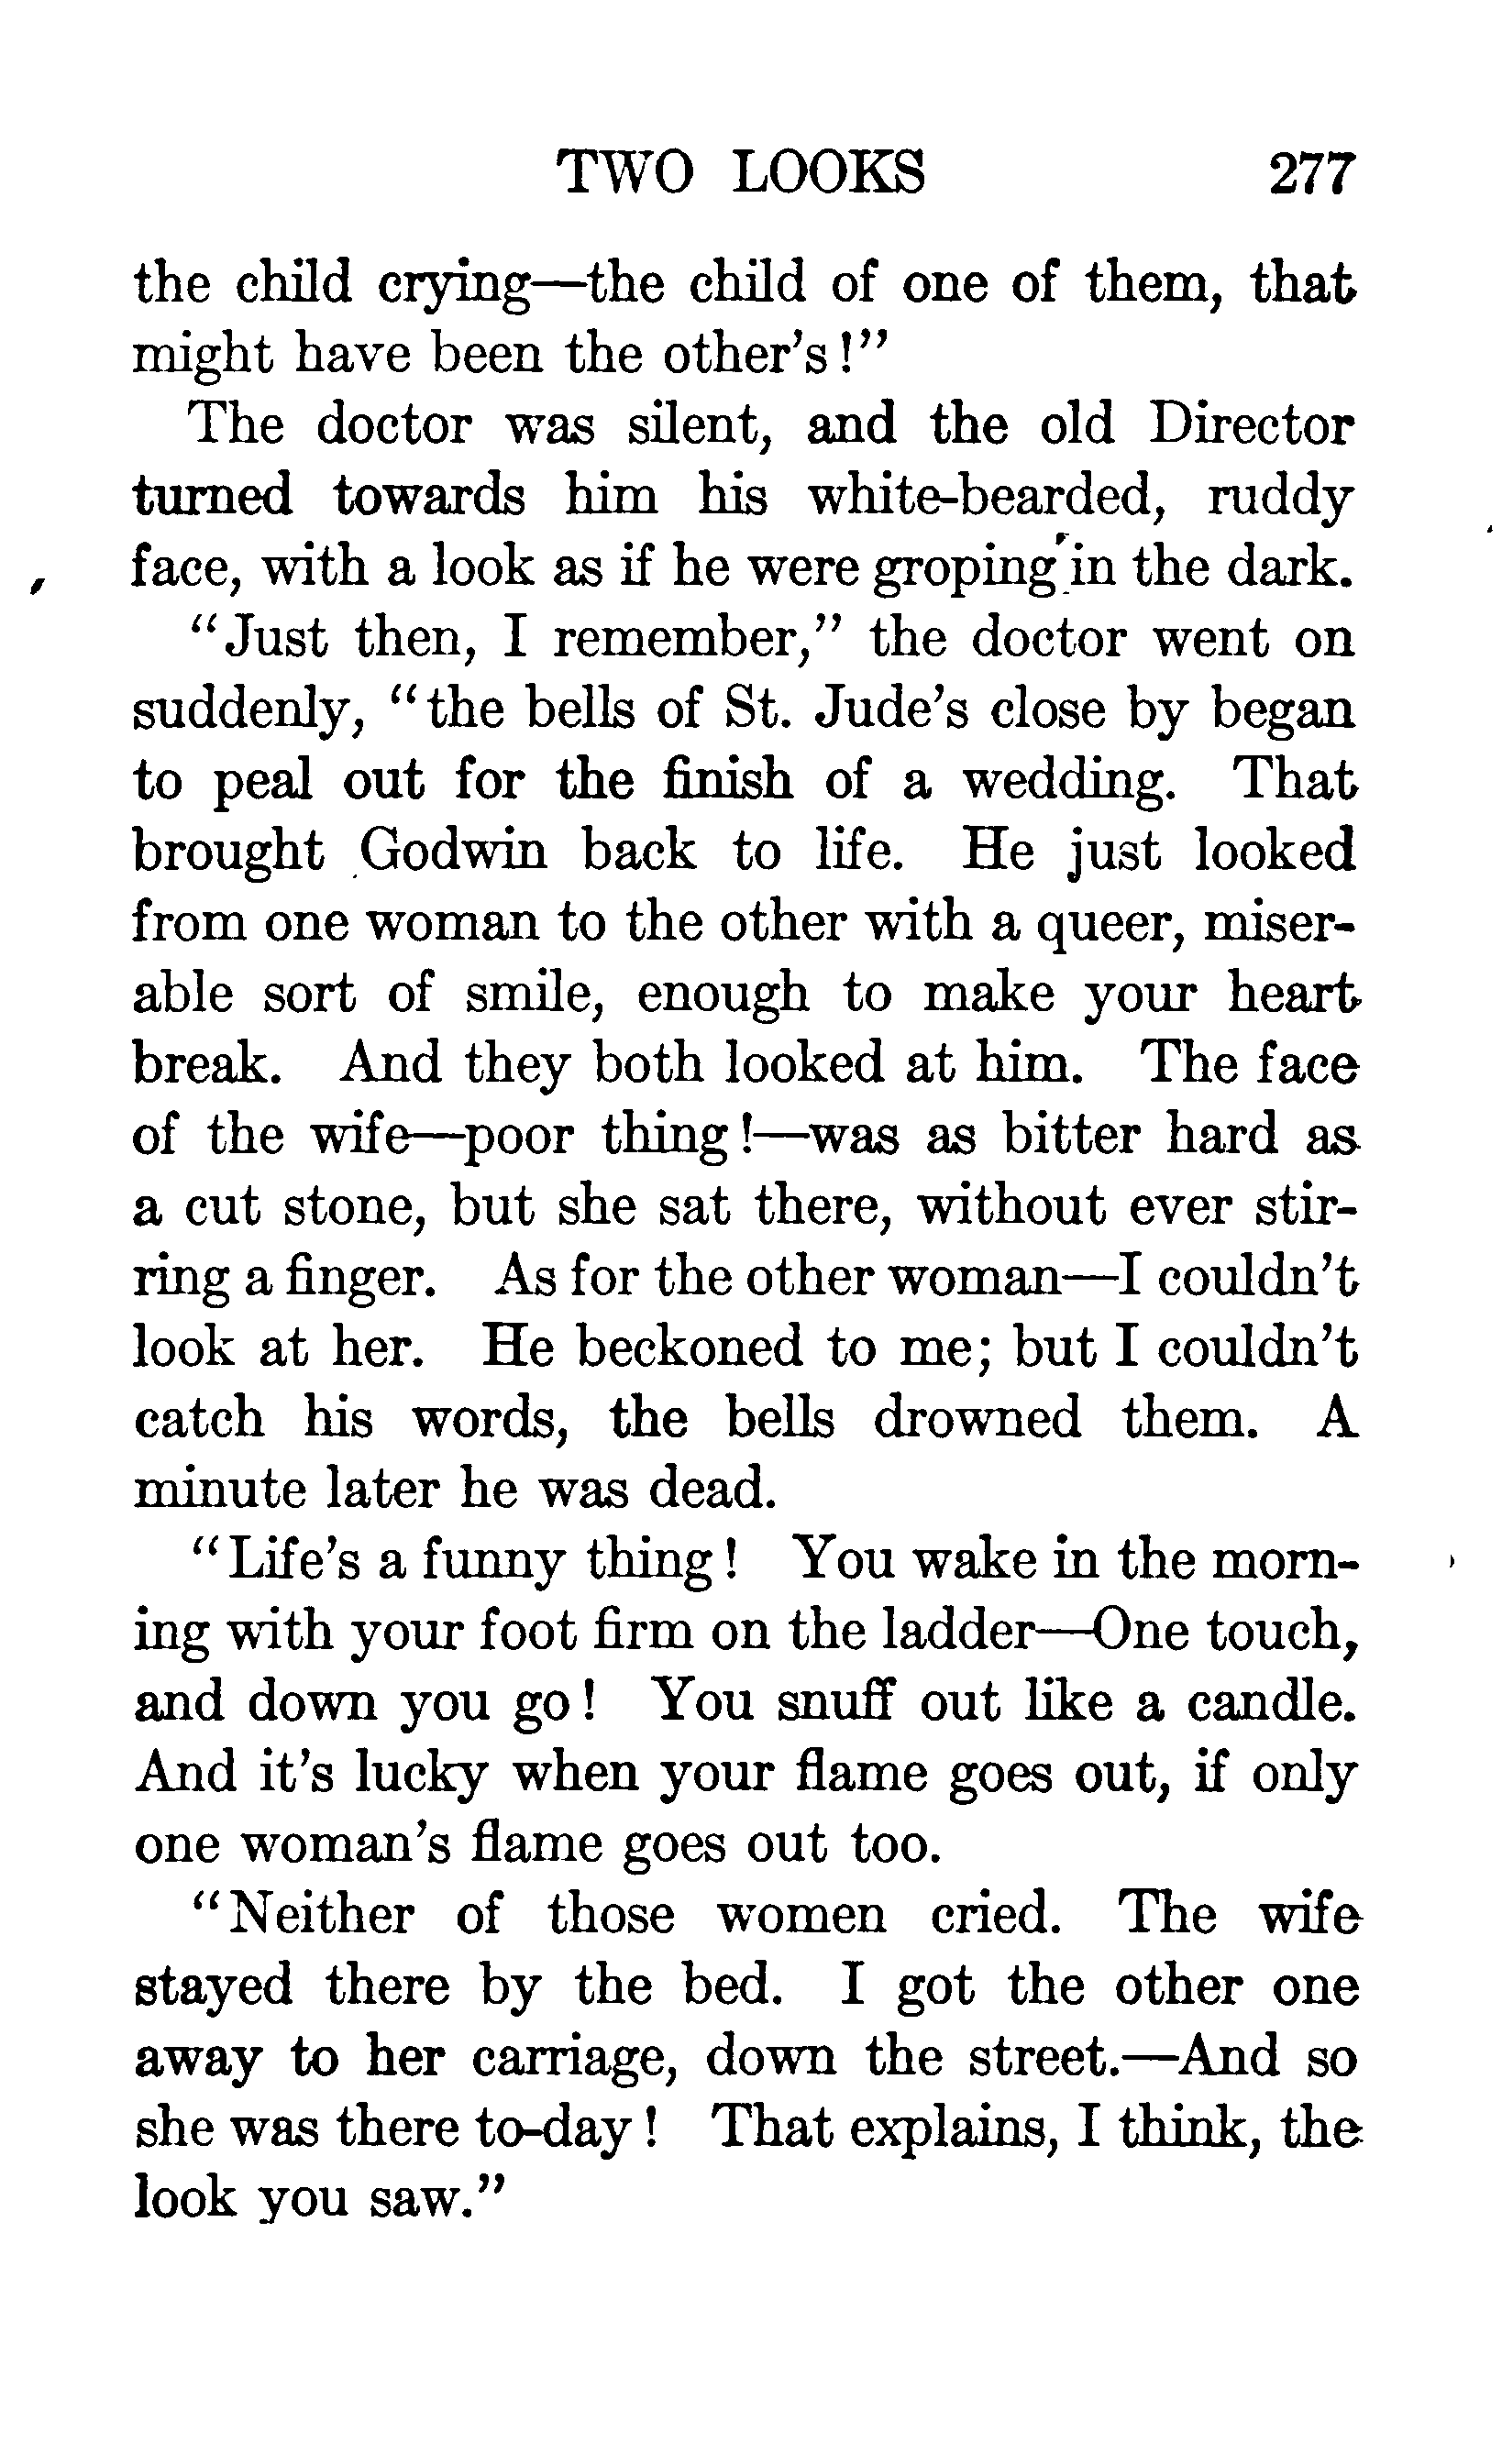 TWO LOOKS 277
the child crying—the child of one of them, that
might have been the other's!"
The doctor was silent, and the old Director
turned towards him his white-bearded, ruddy
face, with a look as if he were groping in the dark.
"Just then, I remember," the doctor went on
suddenly, "the bells of St. Jude's close by began
to peal out for the finish of a wedding. That
brought Godwin back to life. He just looked
from one woman to the other with a queer, miser-
able sort of smile, enough to make your heart
break. And they both looked at him. The face
of the wife—poor thing!—was as bitter hard as
a cut stone, but she sat there, without ever stir-
ring a finger. As for the other woman—I couldn't
look at her. He beckoned to me; but I couldn't
catch his words, the bells drowned them. A
minute later he was dead.
"Life's a funny thing! You wake in the morn-
ing with your foot firm on the ladder—One touch,
and down you go! You snuff out like a candle.
And it's lucky when your flame goes out, if only
one woman's flame goes out too.
"Neither of those women cried. The wife
stayed there by the bed. I got the other one
away to her carriage, down the street.—And so
she was there to-day! That explains, I think, the
look you saw."